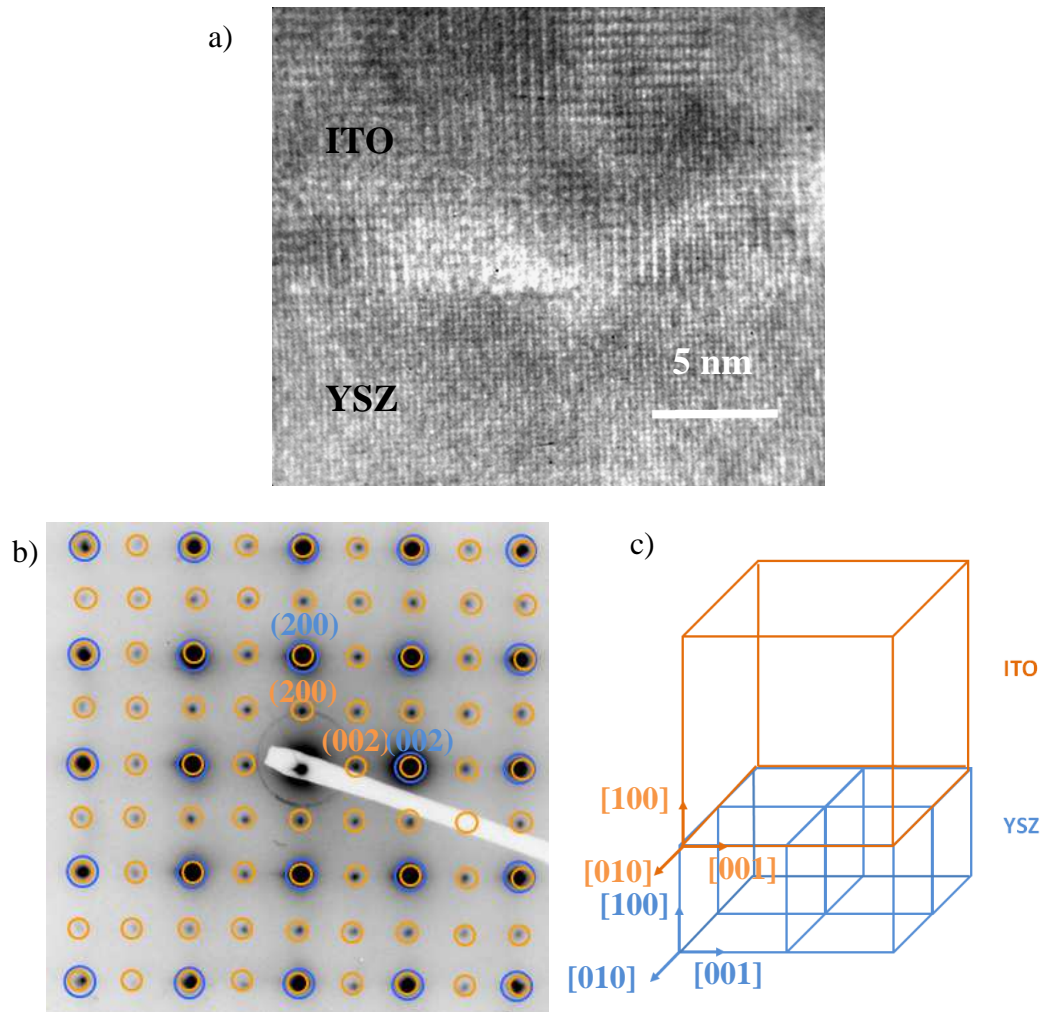 a)
ITO
5 nm
YSZ
b)
(200)
(200)
(002)
(002)
c)
ITO
[100]
YSZ
[010]
[001]
[100]
[010]
[001]